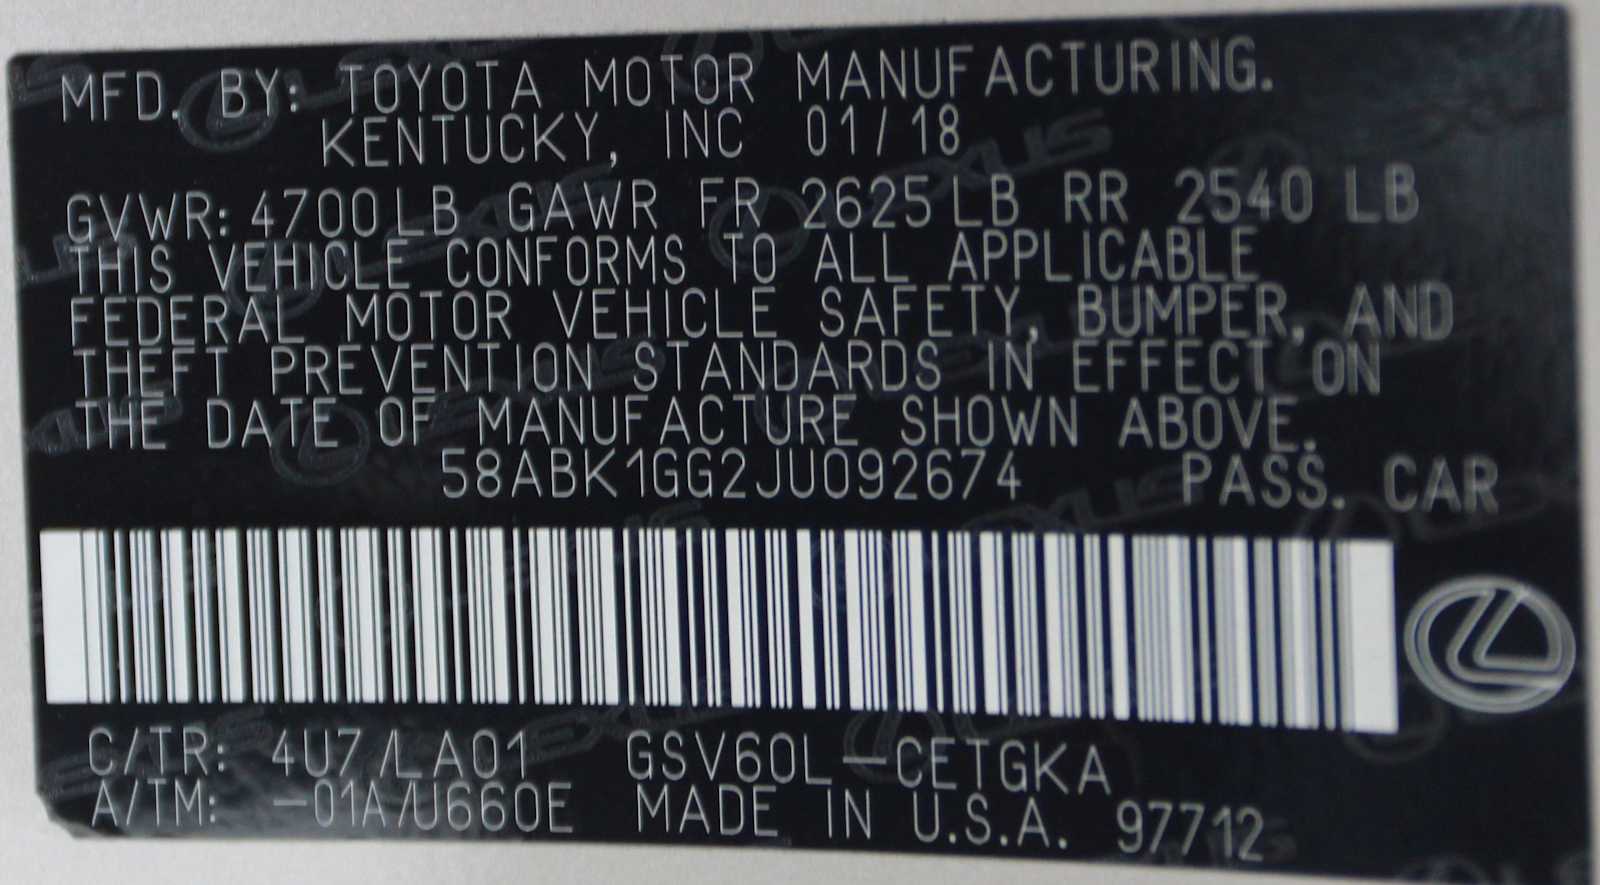 MFD. BY: TOYOTA MOTOR MANUFACTURING.
KENTUCKY, INC 01/18
GVWR: 4700LB GAWR FR 2625LB RR 2540 LB
THIS VEHICLE CONFORMS TO ALL APPLICABLE
FEDERAL MOTOR VEHICLE SAFETY, BUMPER, AND
THEFT PREVENTION STANDARDS IN EFFECT ON
THE DATE OF MANUFACTURE SHOWN ABOVE.
58ABK1GG2JU092674 PASS. CAR
C/TR: 4U7/LA01 GSV60L-CETGKA
A/TM: -01A/U660E MADE IN U.S.A. 97712